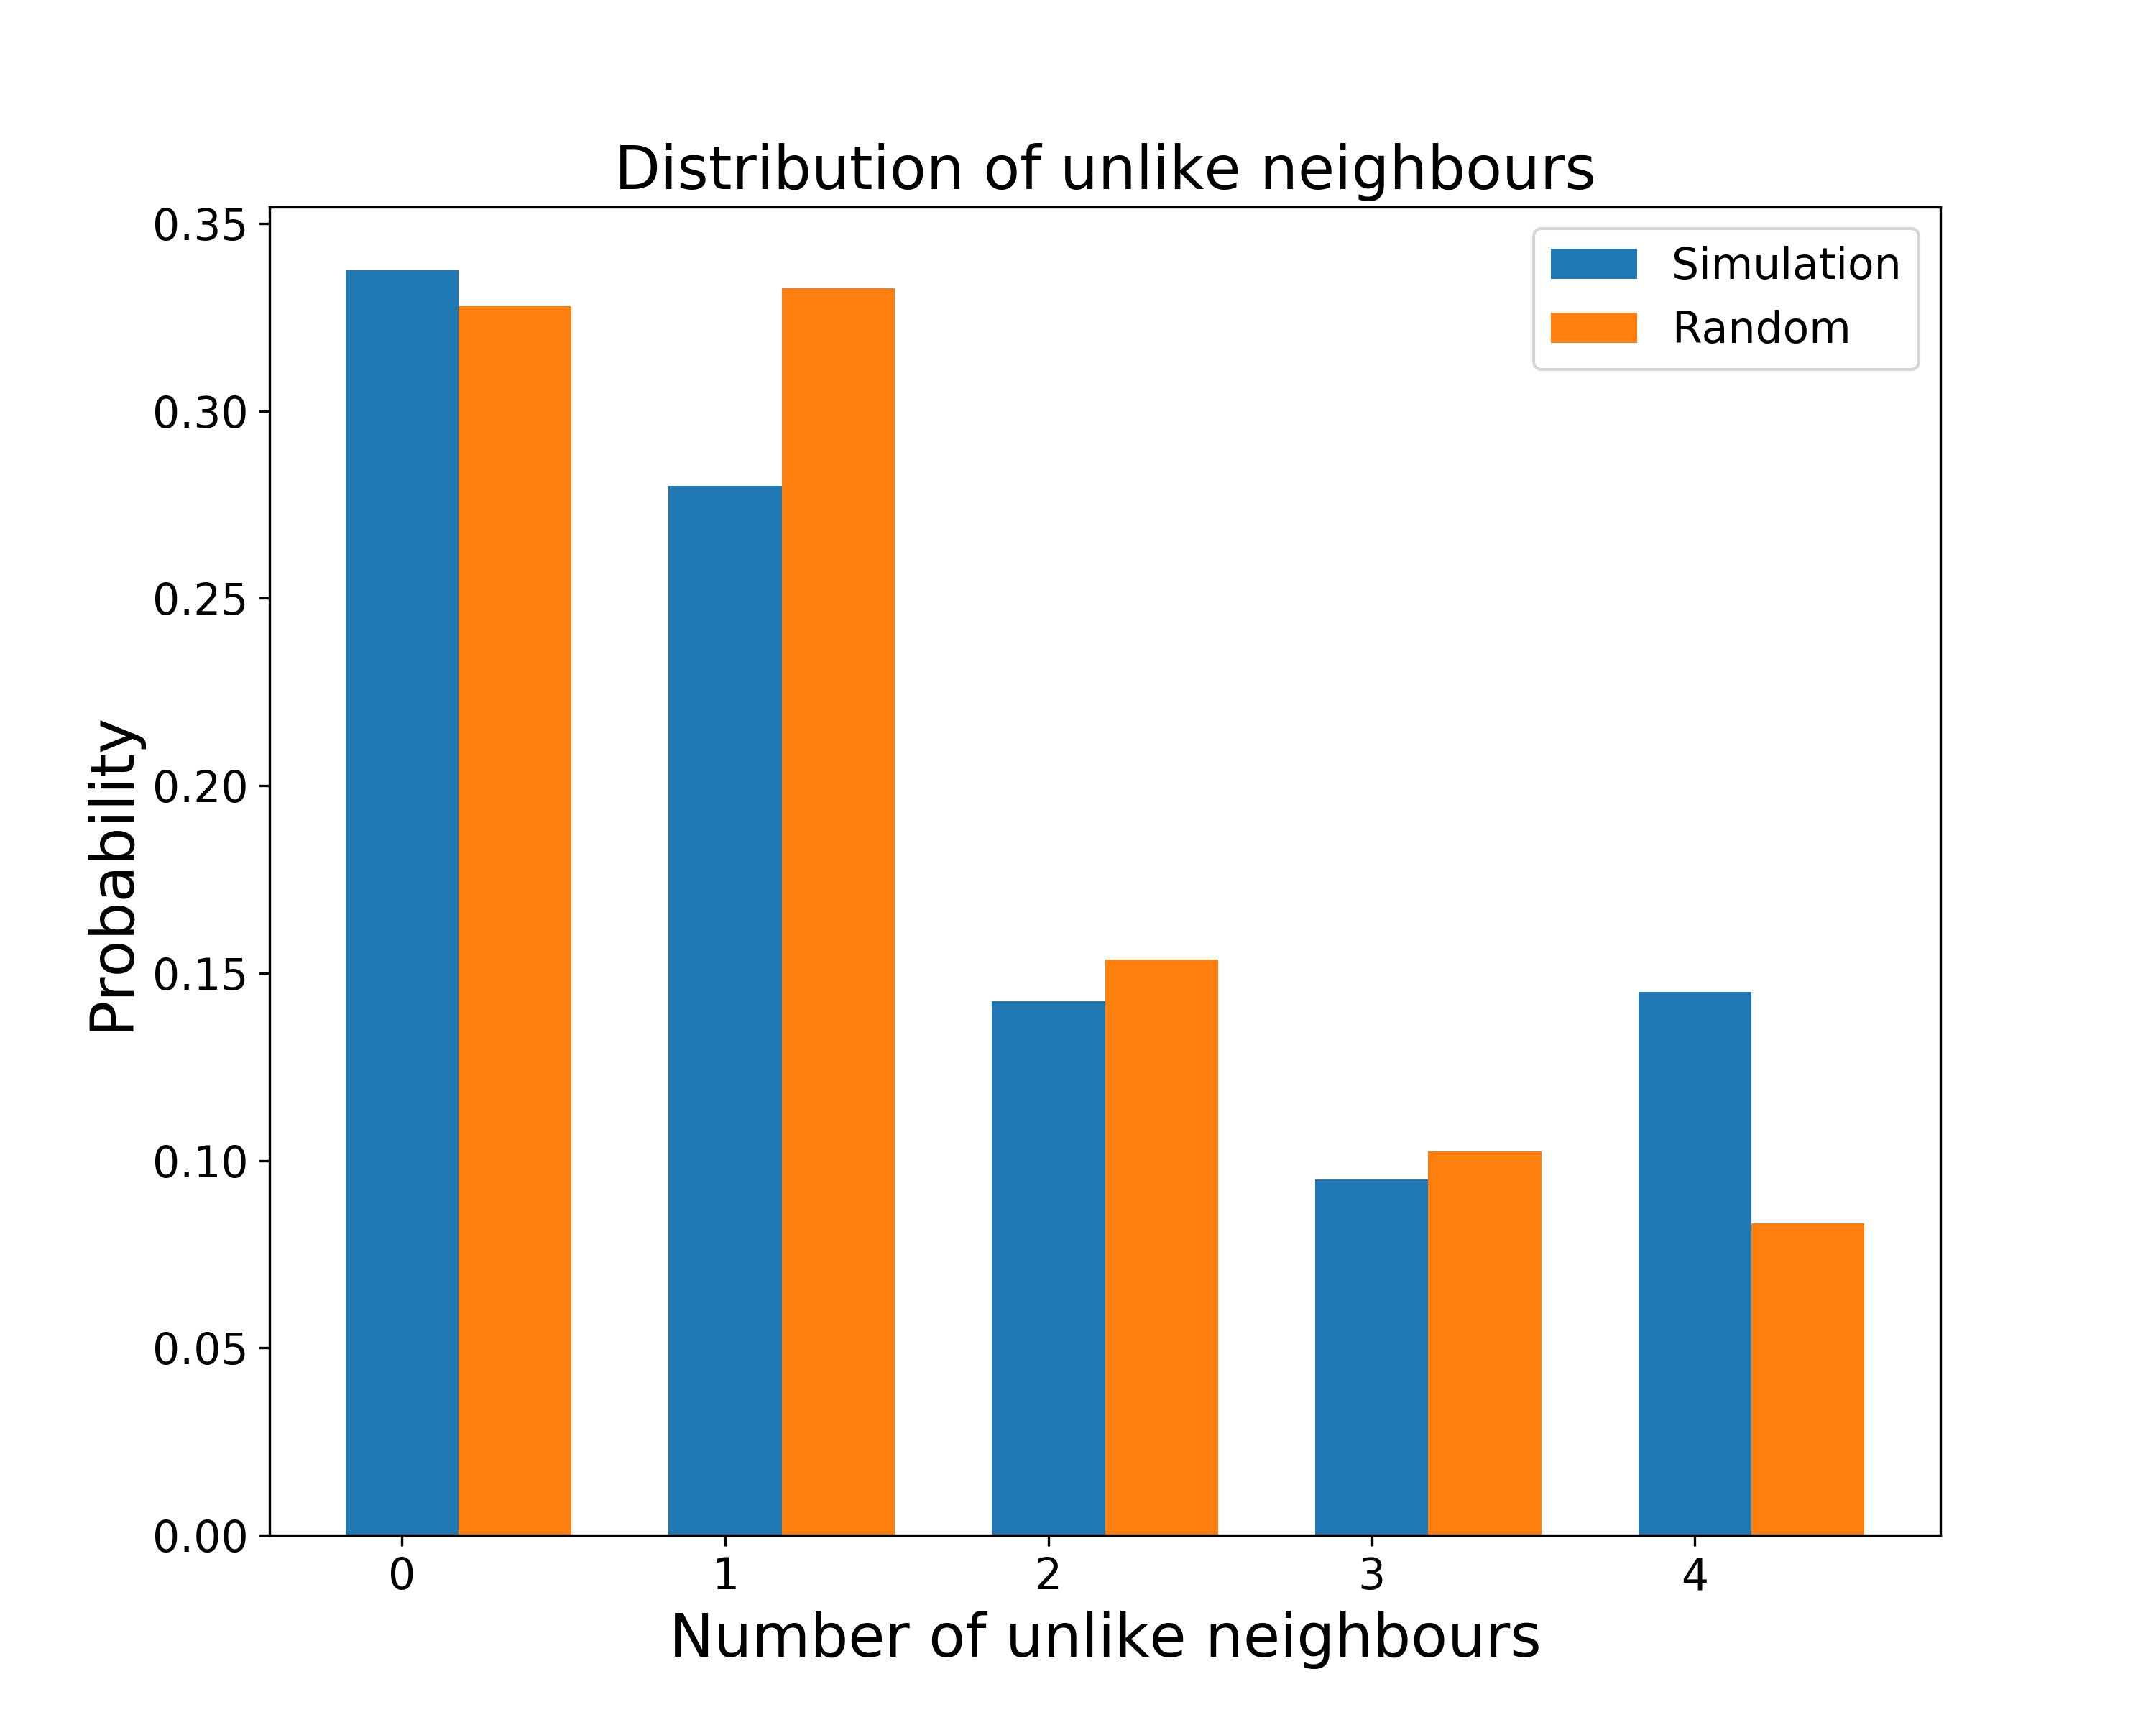 Distribution of unlike neighbours
Simulation
Random
0.35
0.30
0.25
0.20
0.15
0.10
0.05
0.00
Probability
0 1 2 3 4
Number of unlike neighbours